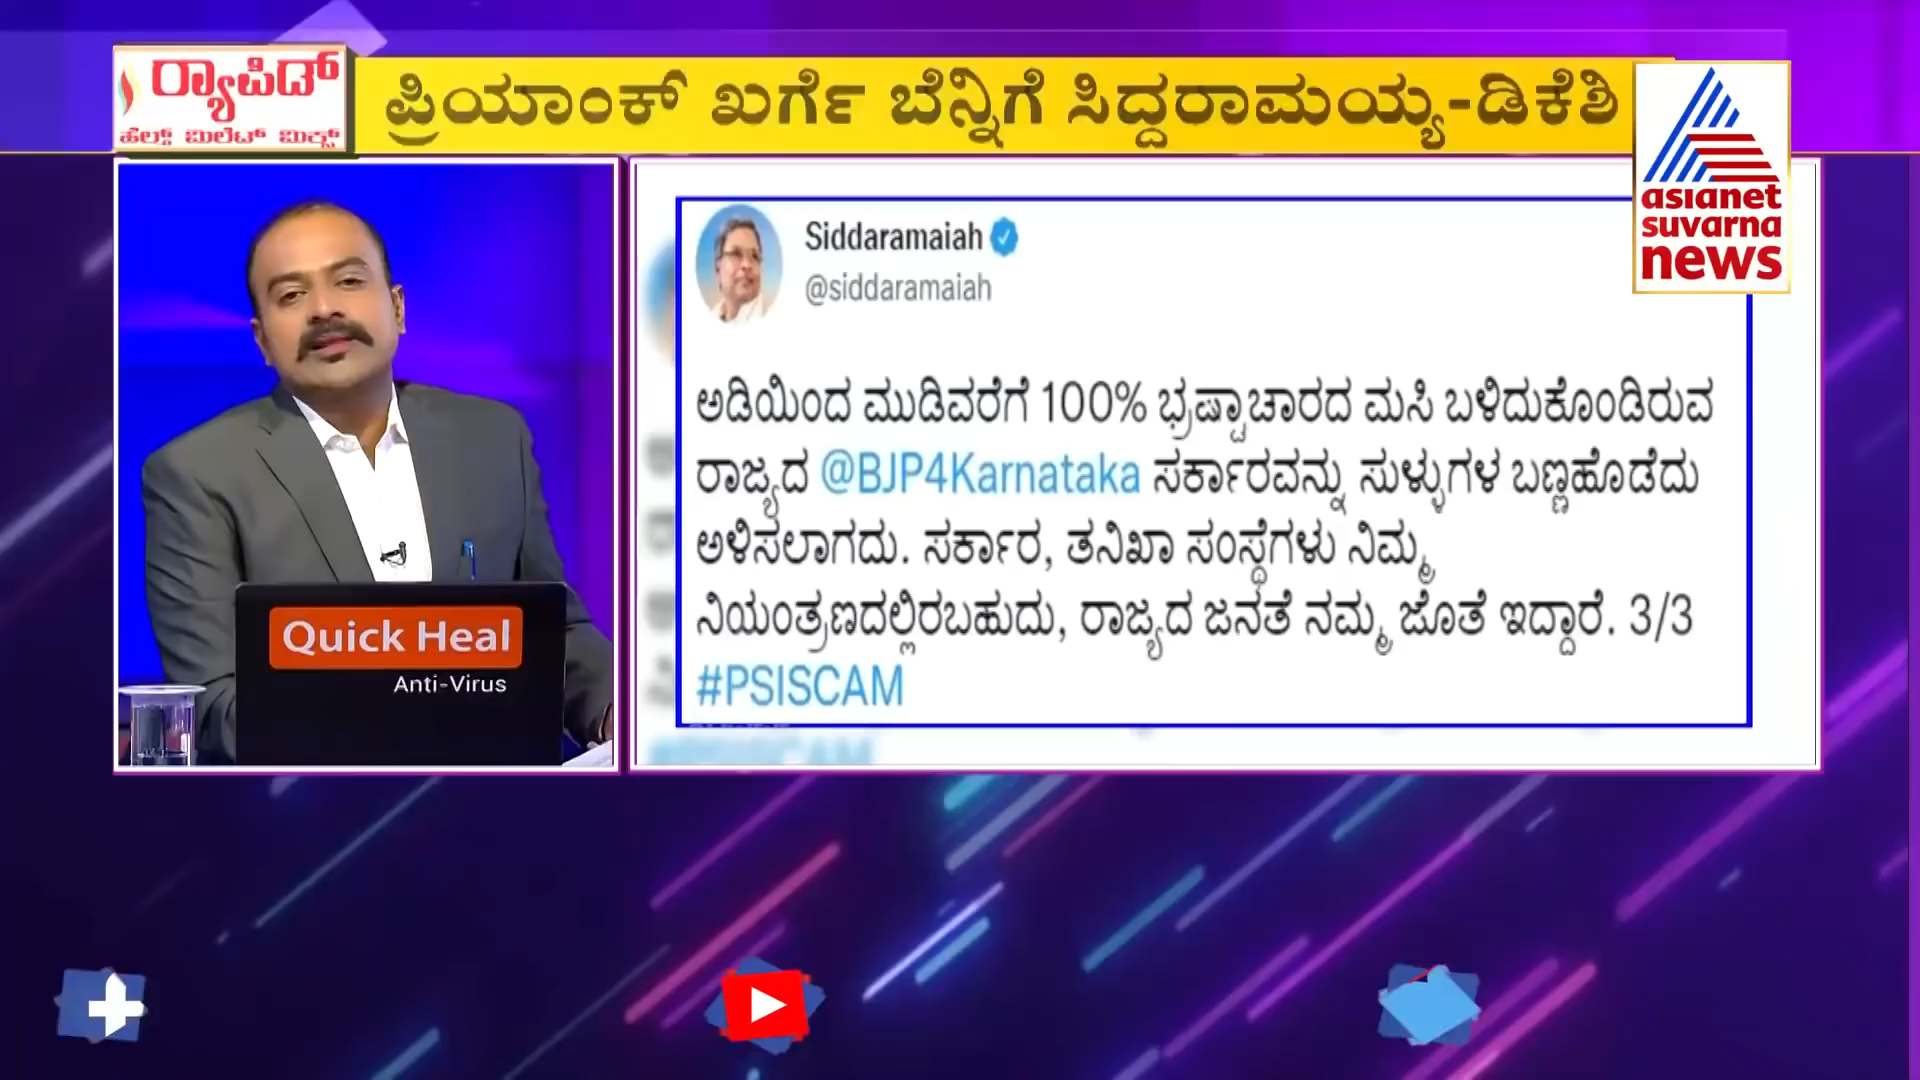 ರ‍್ಯಾಪಿಡ್
ಹೆಲ್ತ್ ಮಿಲೆಟ್ ಮಿಕ್ಸ್
ಪ್ರಿಯಾಂಕ್ ಖರ್ಗೆ ಬೆನ್ನಿಗೆ ಸಿದ್ದರಾಮಯ್ಯ-ಡಿಕೆಶಿ
asianet
suvarna
news
Siddaramaiah
@siddaramaiah
ಅಡಿಯಿಂದ ಮುಡಿವರೆಗೆ 100% ಭ್ರಷ್ಟಾಚಾರದ ಮಸಿ ಬಳಿದುಕೊಂಡಿರುವ
ರಾಜ್ಯದ @BJP4Karnataka ಸರ್ಕಾರವನ್ನು ಸುಳ್ಳುಗಳ ಬಣ್ಣಹೊಡೆದು
ಅಳಿಸಲಾಗದು. ಸರ್ಕಾರ, ತನಿಖಾ ಸಂಸ್ಥೆಗಳು ನಿಮ್ಮ
ನಿಯಂತ್ರಣದಲ್ಲಿರಬಹುದು, ರಾಜ್ಯದ ಜನತೆ ನಮ್ಮ ಜೊತೆ ಇದ್ದಾರೆ. 3/3
#PSISCAM
Quick Heal
Anti-Virus